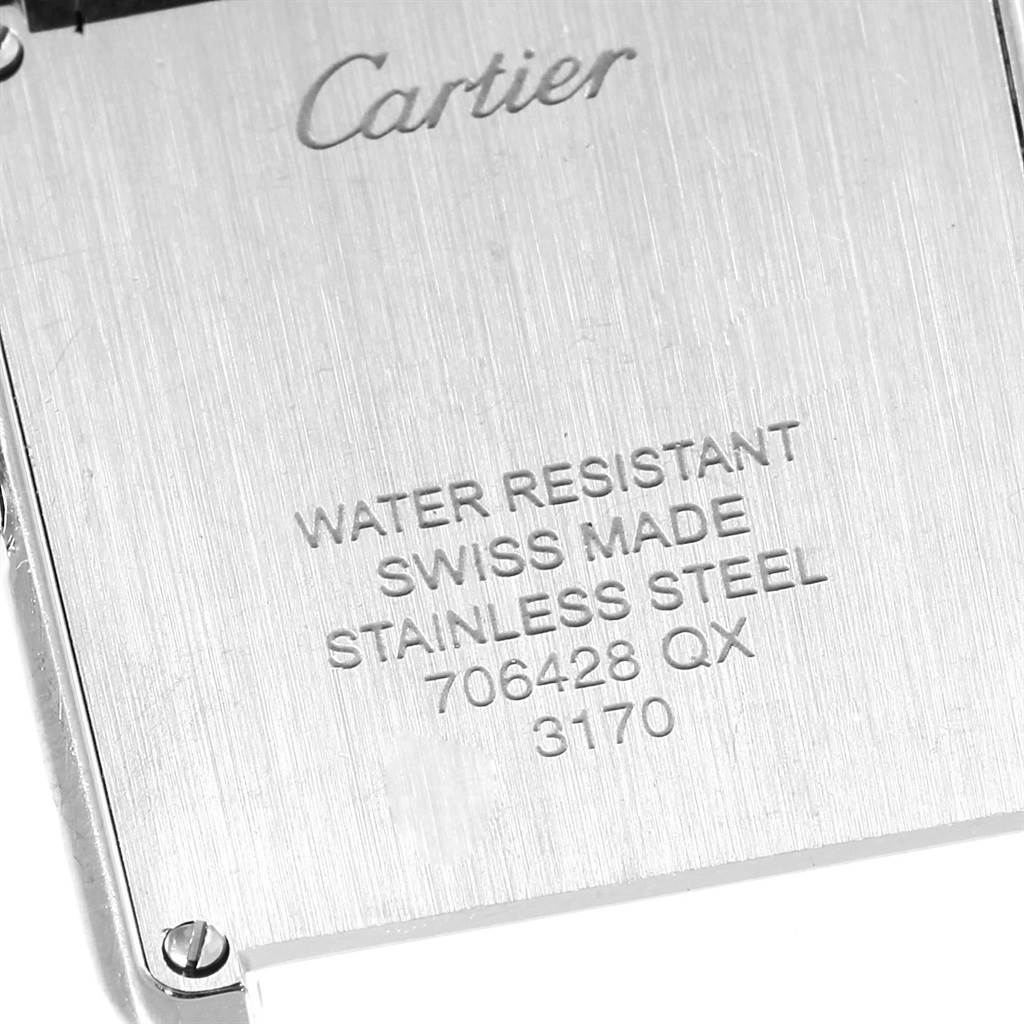 Cartier
WATER RESISTANT
SWISS MADE
STAINLESS STEEL
706428 QX
3170